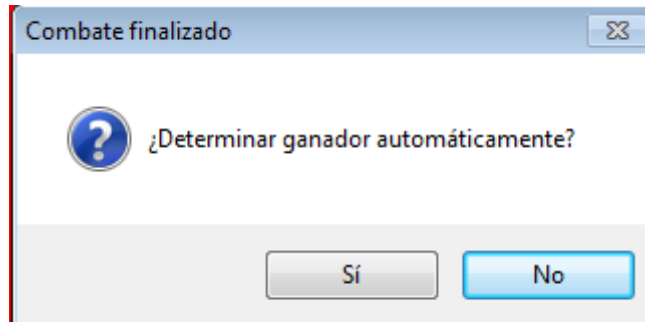 Combate finalizado
¿Determinar ganador automáticamente?
Sí
No